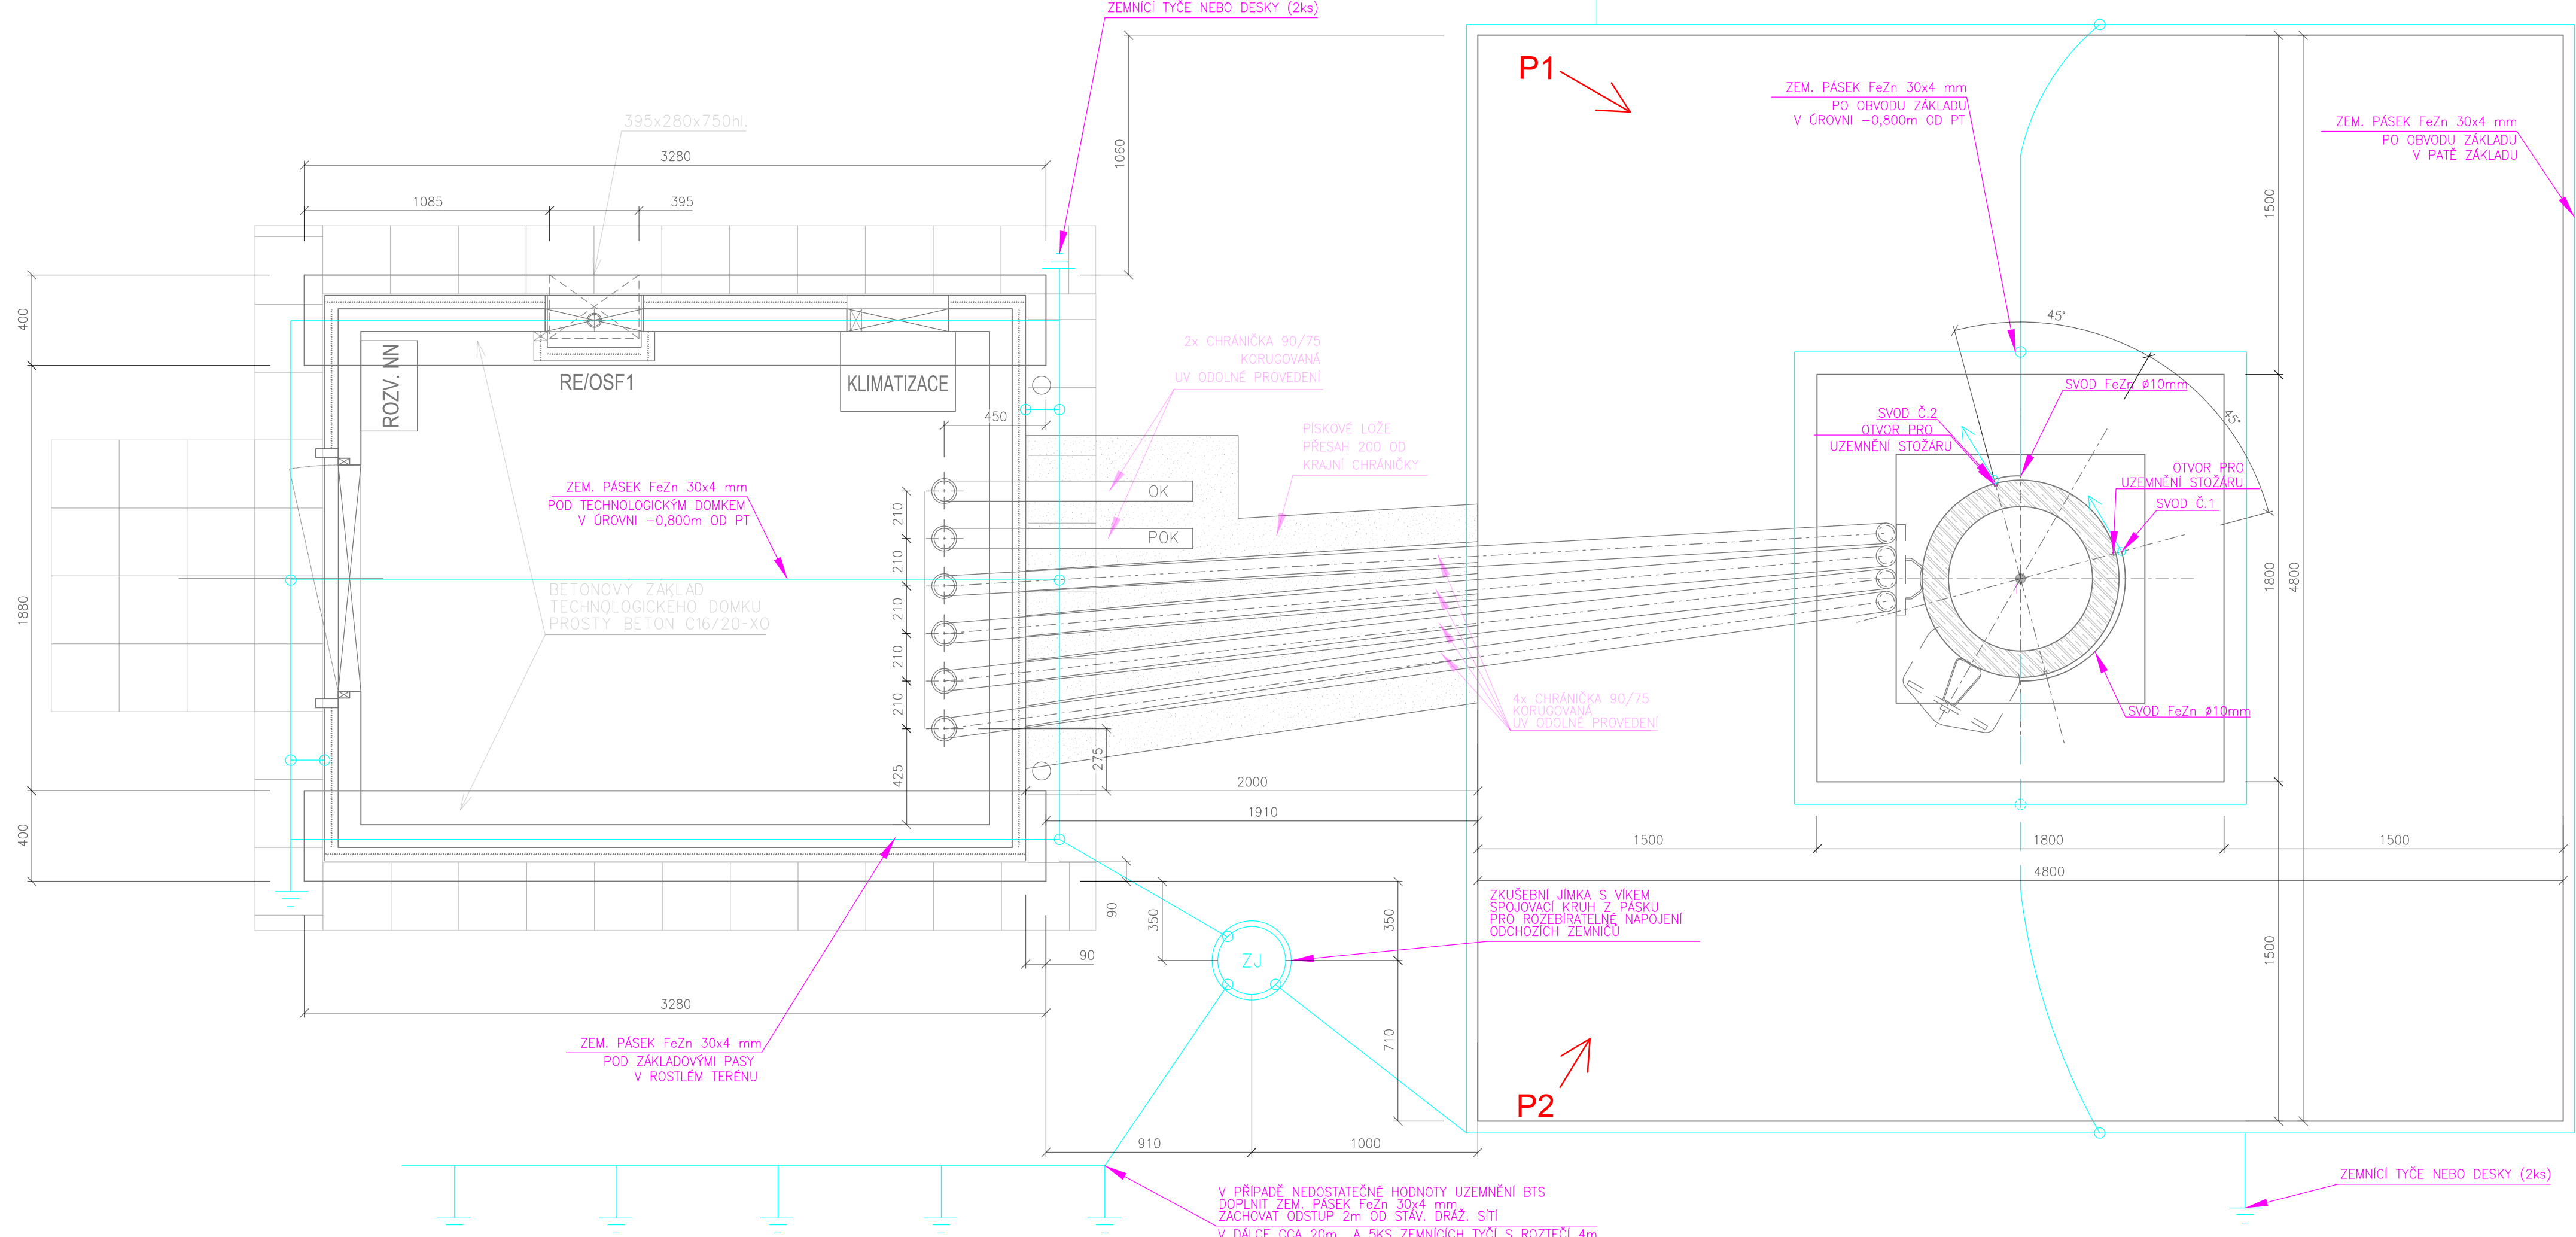 ZEMNÍCÍ TYČE NEBO DESKY (2ks)
P1
ZEM. PÁSEK FeZn 30x4 mm
PO OBVODU ZÁKLADU
V ÚROVNI -0,800m OD PT
ZEM. PÁSEK FeZn 30x4 mm
PO OBVODU ZÁKLADU
V PATĚ ZÁKLADU
395x280x750hl.
3280
1060
1085
395
1500
400
45°
45°
2x CHRÁNIČKA 90/75
KORUGOVANÁ
UV ODOLNÉ PROVEDENÍ
ROZV. NN
RE/OSF1
KLIMATIZACE
450
SVOD FeZn ø10mm
SVOD Č.2
OTVOR PRO
UZEMNĚNÍ STOŽÁRU
PÍSKOVÉ LOŽE
PŘESAH 200 OD
KRAJNÍ CHRÁNIČKY
OTVOR PRO
UZEMNĚNÍ STOŽÁRU
SVOD Č.1
ZEM. PÁSEK FeZn 30x4 mm
POD TECHNOLOGICKÝM DOMKEM
V ÚROVNI -0,800m OD PT
OK
POK
210
210
210
210
210
425
1880
1800
4800
BETONOVÝ ZÁKLAD
TECHNOLOGICKÉHO DOMKU
PROSTÝ BETON C16/20-XO
4x CHRÁNIČKA 90/75
KORUGOVANÁ
UV ODOLNÉ PROVEDENÍ
SVOD FeZn ø10mm
275
2000
1910
400
1500
1800
1500
4800
90
350
350
90
ZJ
ZKUŠEBNÍ JÍMKA S VÍKEM
SPOJOVACÍ KRUH Z PÁSKU
PRO ROZEBÍRATELNÉ NAPOJENÍ
ODCHOZÍCH ZEMNIČŮ
1500
3280
710
ZEM. PÁSEK FeZn 30x4 mm
POD ZÁKLADOVÝMI PASY
V ROSTLÉM TERÉNU
P2
910
1000
ZEMNÍCÍ TYČE NEBO DESKY (2ks)
V PŘÍPADĚ NEDOSTATEČNÉ HODNOTY UZEMNĚNÍ BTS
DOPLNIT ZEM. PÁSEK FeZn 30x4 mm
ZACHOVAT ODSTUP 2m OD STÁV. DRÁŽ. SÍTÍ
V DÁLCE CCA 20m A 5KS ZEMNÍCÍCH TYČÍ S ROZTEČÍ 4m